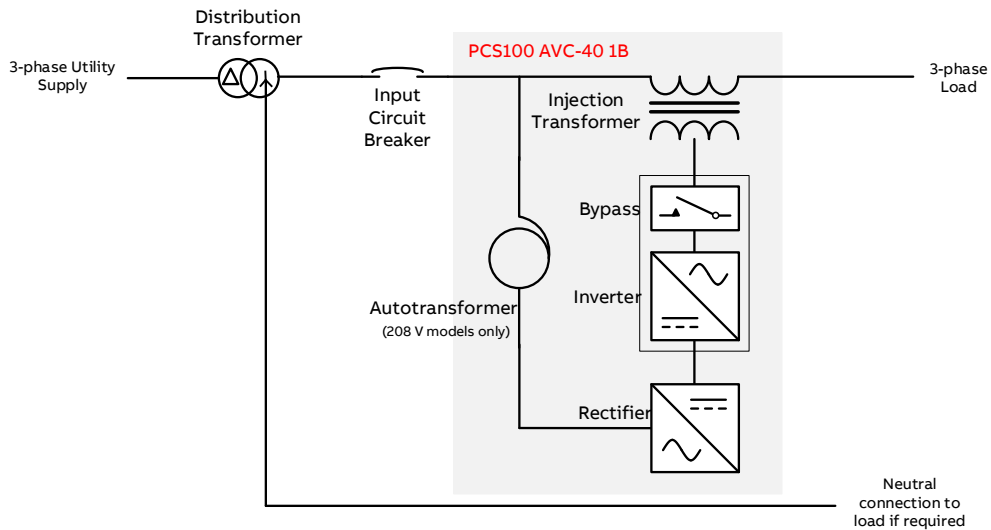 Distribution
Transformer
PCS100 AVC-40 1B
3-phase Utility
Supply
3-phase
Load
Input
Circuit
Breaker
Injection
Transformer
Bypass
Inverter
Autotransformer
(208 V models only)
Rectifier
Neutral
connection to
load if required